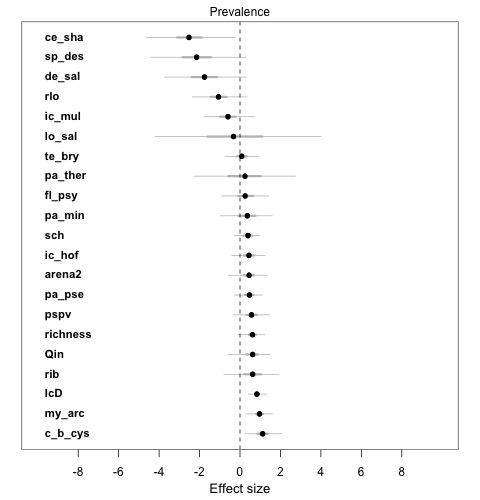 Prevalence
ce_sha
sp_des
de_sal
rlo
ic_mul
lo_sal
te_bry
pa_ther
fl_psy
pa_min
sch
ic_hof
arena2
pa_pse
pspv
richness
Qin
rib
IcD
my_arc
c_b_cys
-8 -6 -4 -2 0 2 4 6 8
Effect size